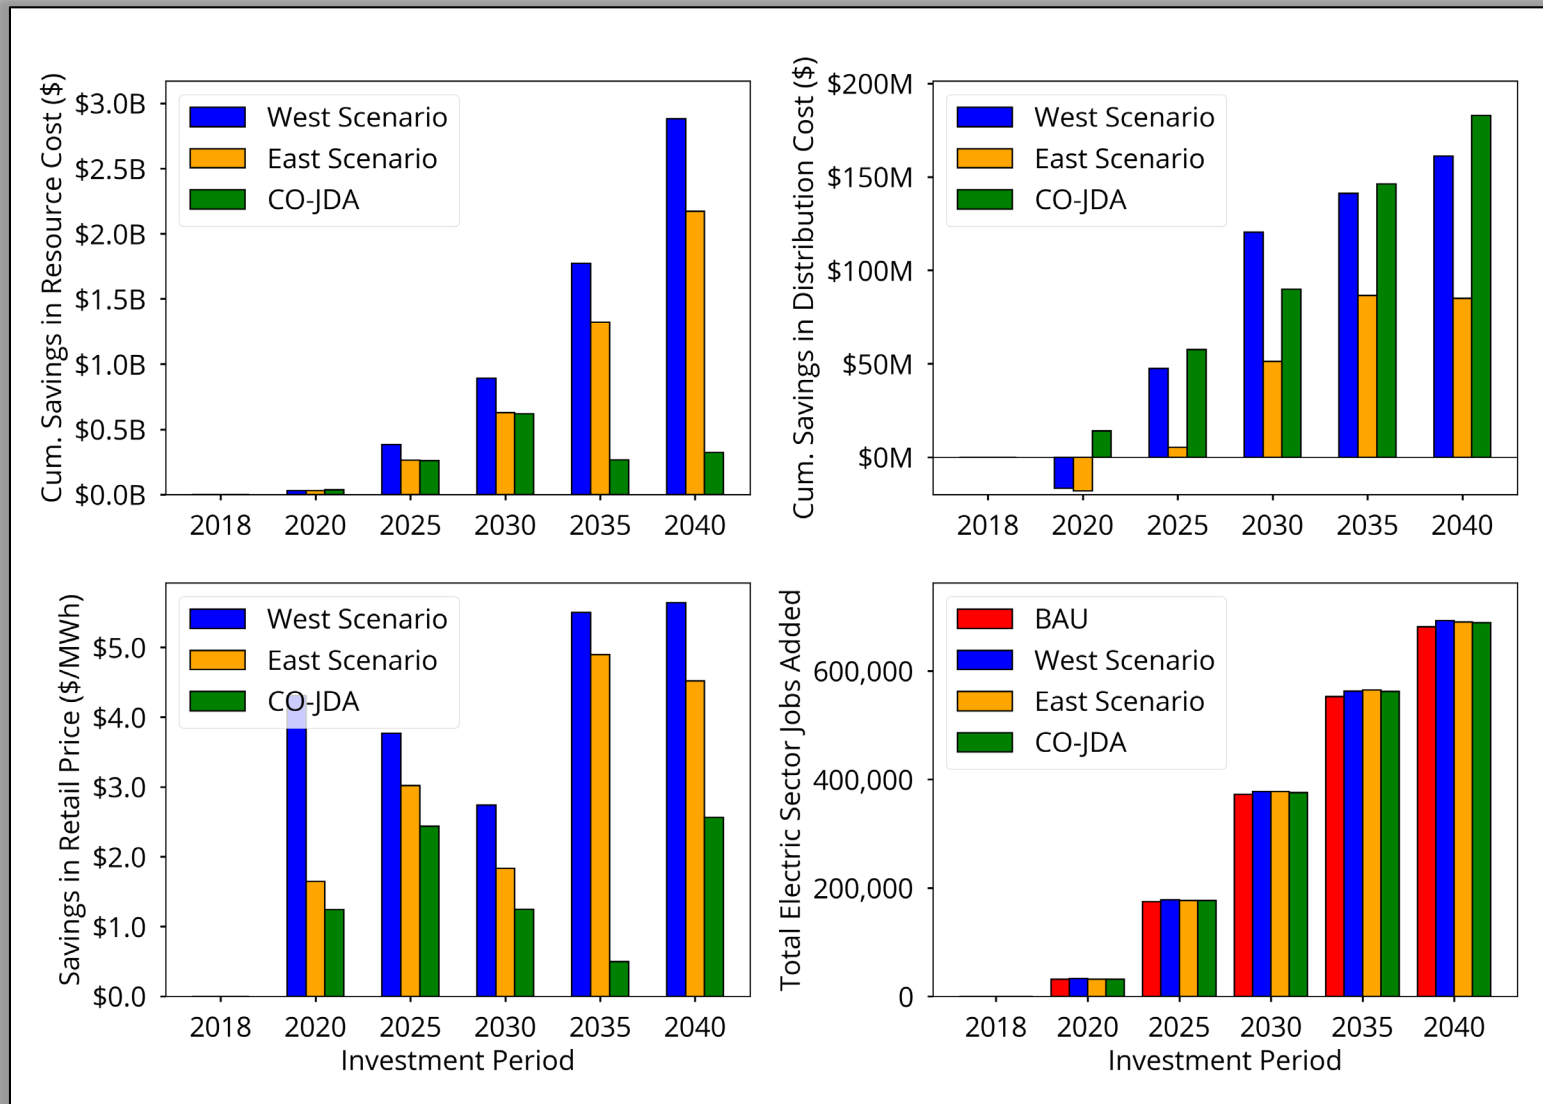 Cum. Savings in Resource Cost ($)
$3.0B
$2.5B
$2.0B
$1.5B
$1.0B
$0.5B
$0.0B
West Scenario
East Scenario
CO-JDA
2018 2020 2025 2030 2035 2040
Cum. Savings in Distribution Cost ($)
$200M
$150M
$100M
$50M
$0M
West Scenario
East Scenario
CO-JDA
2018 2020 2025 2030 2035 2040
Savings in Retail Price ($/MWh)
$5.0
$4.0
$3.0
$2.0
$1.0
$0.0
West Scenario
East Scenario
CO-JDA
2018 2020 2025 2030 2035 2040
Investment Period
Total Electric Sector Jobs Added
600,000
400,000
200,000
0
BAU
West Scenario
East Scenario
CO-JDA
2018 2020 2025 2030 2035 2040
Investment Period